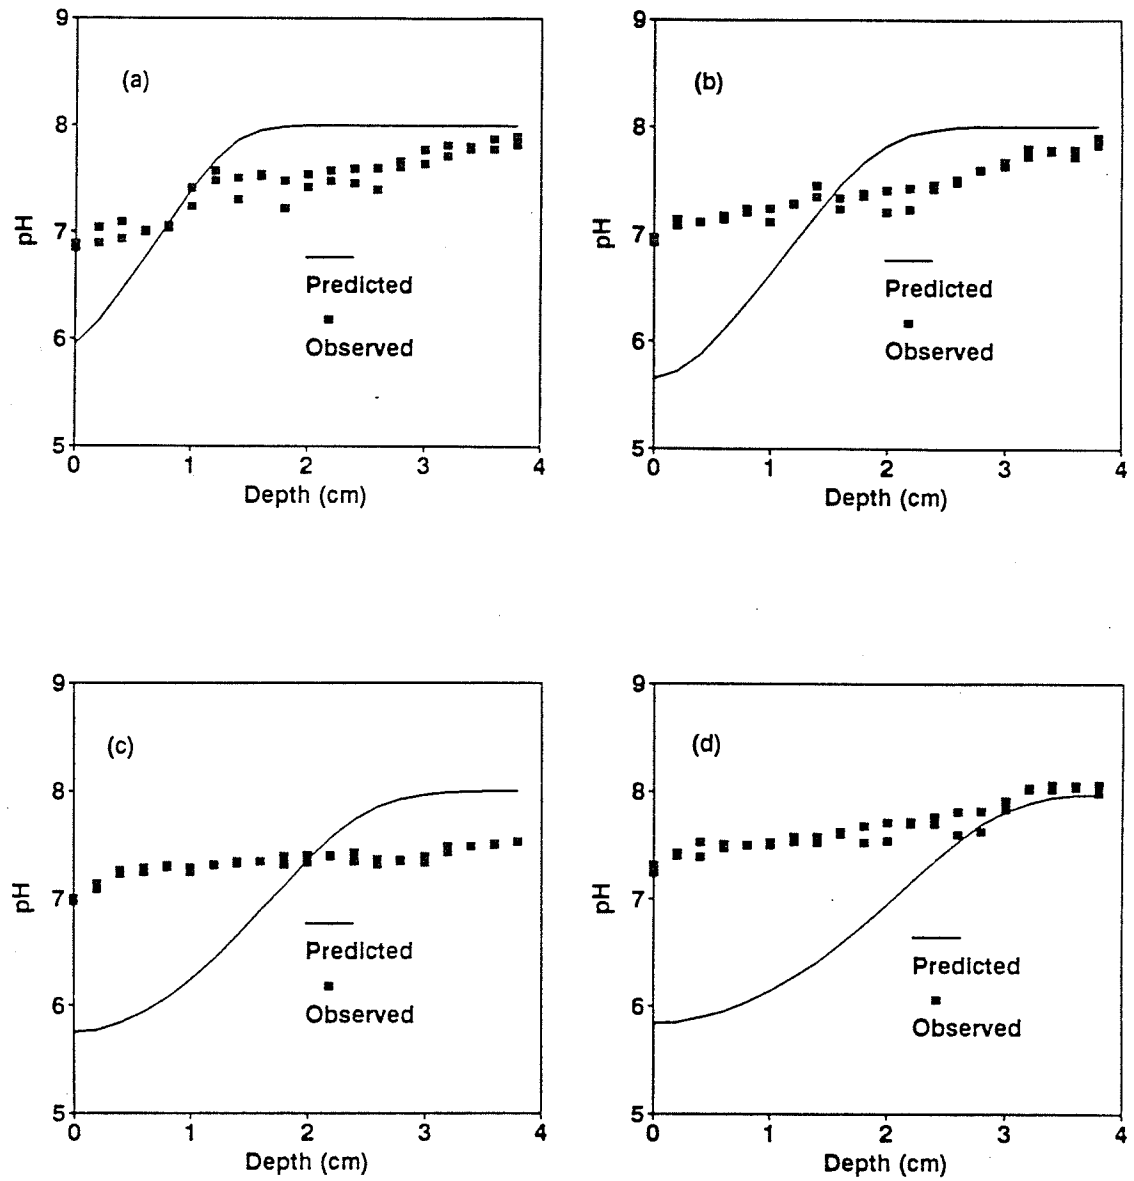 9
(a)
8
7
pH
Predicted
6
Observed
5
0 1 2 3 4
Depth (cm)
9
(b)
8
7
pH
Predicted
6
Observed
5
0 1 2 3 4
Depth (cm)
9
(c)
8
7
pH
Predicted
6
Observed
5
0 1 2 3 4
Depth (cm)
9
(d)
8
7
pH
Predicted
6
Observed
5
0 1 2 3 4
Depth (cm)